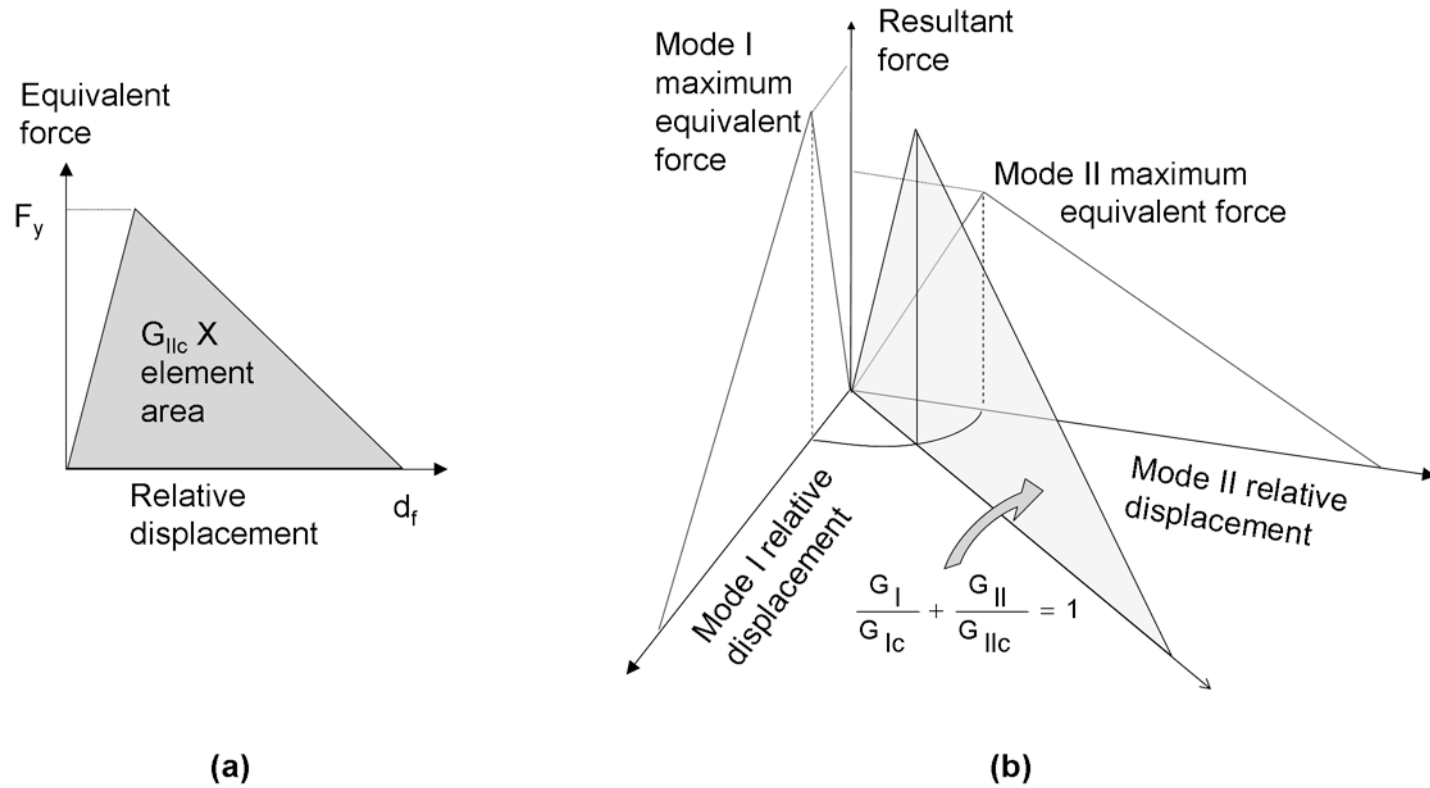 Equivalent
force
F_y
G_IIc X
element
area
Relative
displacement
d_f
(a)
Mode I
maximum
equivalent
force
Resultant
force
Mode II maximum
equivalent force
Mode I relative
displacement
Mode II relative
displacement
G_I / G_Ic + G_II / G_IIc = 1
(b)